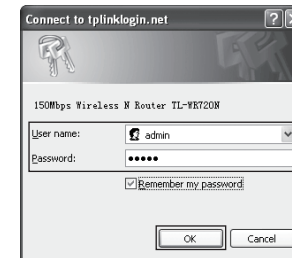 Connect to tplinklogin.net
150Mbps Wireless N Router TL-WR720N
User name: admin
Password: •••••
Remember my password
OK Cancel